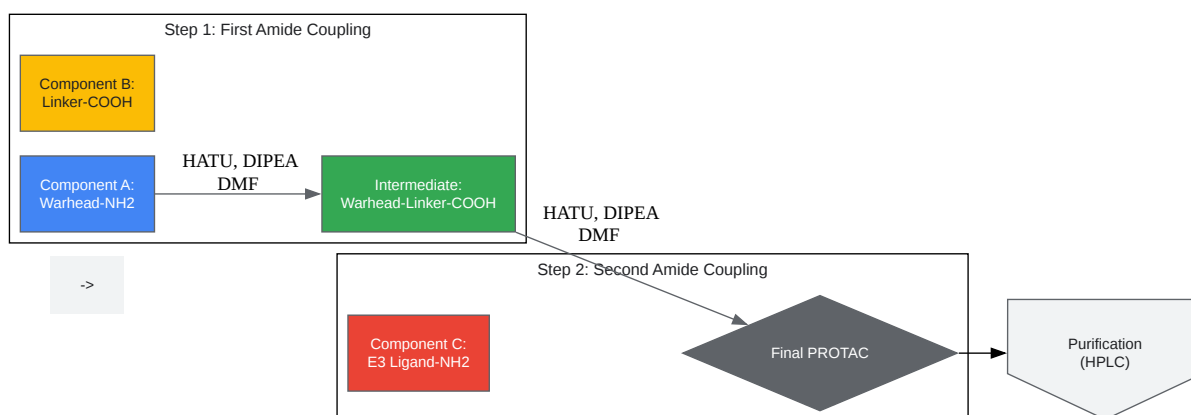 Step 1: First Amide Coupling
Component B:
Linker-COOH
Component A:
Warhead-NH2
HATU, DIPEA
DMF
Intermediate:
Warhead-Linker-COOH
HATU, DIPEA
DMF
->
Step 2: Second Amide Coupling
Component C:
E3 Ligand-NH2
Final PROTAC
Purification
(HPLC)